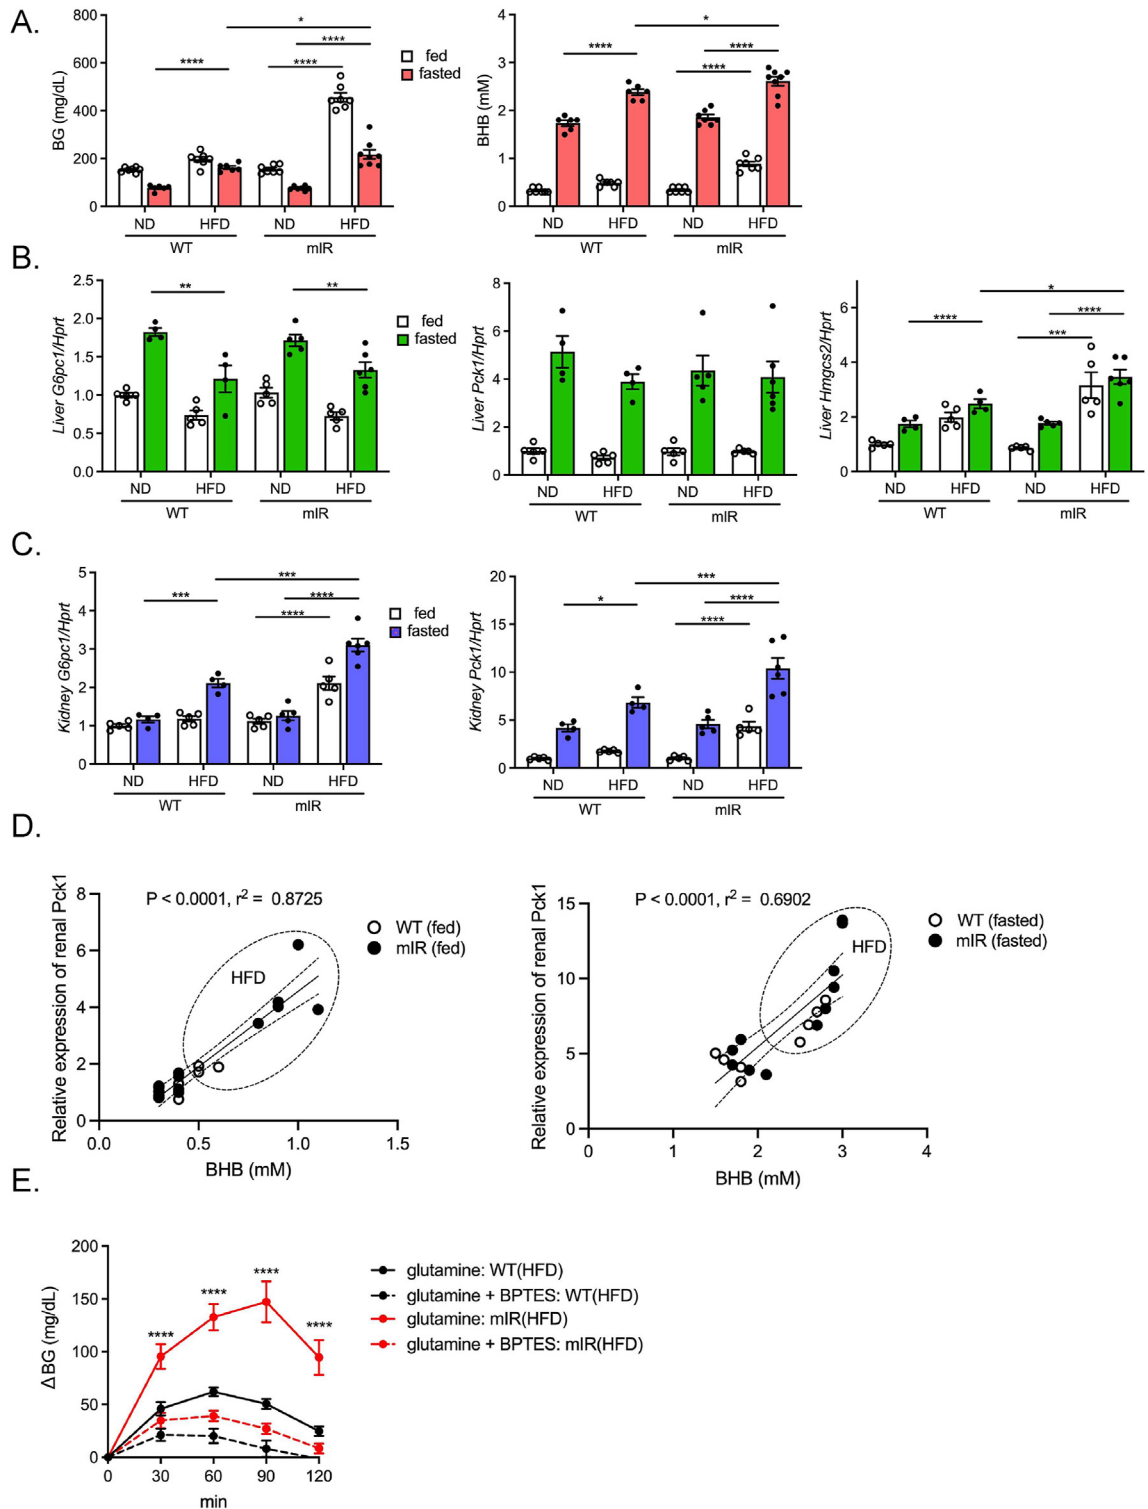 A.
BG (mg/dL)
800
600
400
200
0
****
*
****
****
fed
fasted
ND
HFD
ND
HFD
WT
mIR
BHB (mM)
4
3
2
1
0
****
*
****
****
ND
HFD
ND
HFD
WT
mIR
B.
Liver G6pc1/Hprt
2.5
2.0
1.5
1.0
0.5
0.0
**
**
fed
fasted
ND
HFD
ND
HFD
WT
mIR
Liver Pck1/Hprt
8
6
4
2
0
ND
HFD
ND
HFD
WT
mIR
Liver Hmgcs2/Hprt
6
4
2
0
****
*
****
***
ND
HFD
ND
HFD
WT
mIR
C.
Kidney G6pc1/Hprt
5
4
3
2
1
0
***
***
****
****
fed
fasted
ND
HFD
ND
HFD
WT
mIR
Kidney Pck1/Hprt
20
15
10
5
0
*
***
****
****
ND
HFD
ND
HFD
WT
mIR
D.
Relative expression of renal Pck1
8
6
4
2
0
P < 0.0001, r² = 0.8725
HFD
WT (fed)
mIR (fed)
0.0
0.5
1.0
1.5
BHB (mM)
Relative expression of renal Pck1
15
10
5
0
P < 0.0001, r² = 0.6902
HFD
WT (fasted)
mIR (fasted)
0
1
2
3
4
BHB (mM)
E.
Δ BG (mg/dL)
200
150
100
50
0
****
****
****
****
0
30
60
90
120
min
glutamine: WT(HFD)
glutamine + BPTES: WT(HFD)
glutamine: mIR(HFD)
glutamine + BPTES: mIR(HFD)